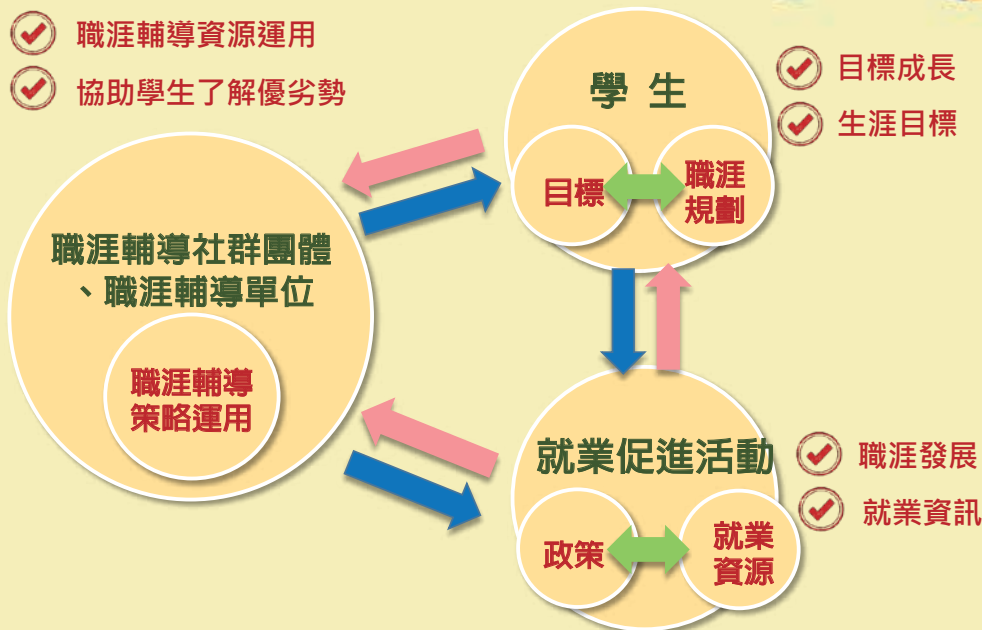 職涯輔導資源運用
協助學生了解優劣勢
學 生
目標
職涯
規劃
目標成長
生涯目標
職涯輔導社群團體
、職涯輔導單位
職涯輔導
策略運用
就業促進活動
政策
就業
資源
職涯發展
就業資訊